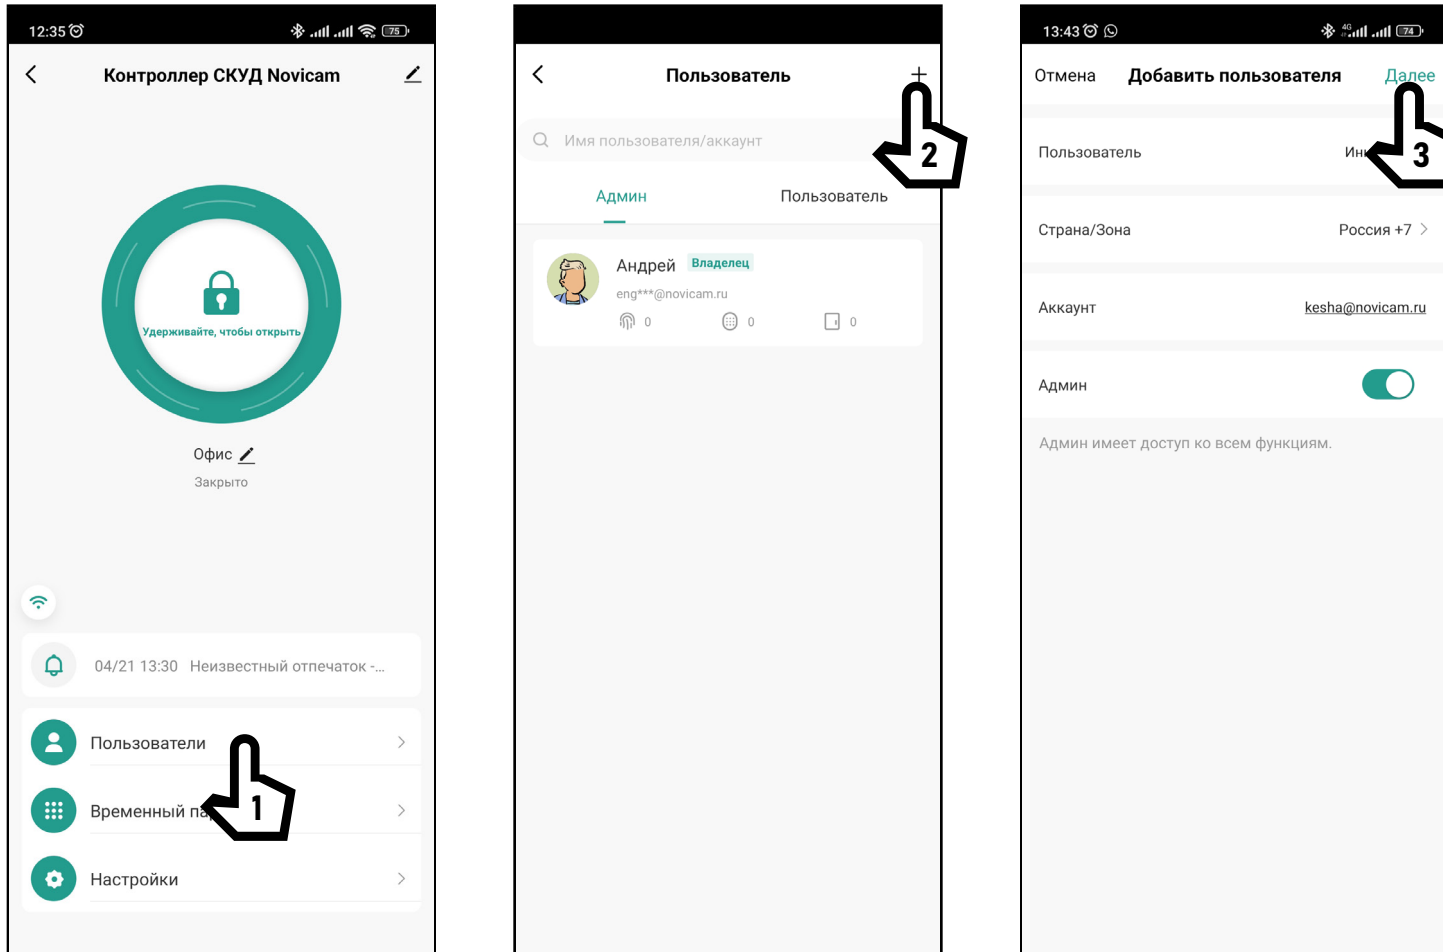 12:35
75
Контроллер СКУД Novicam
Удерживайте, чтобы открыть
Офис
Закрыто
04/21 13:30 Неизвестный отпечаток -...
Пользователи
Временный
1
Настройки
Пользователь
2
Имя пользователя/аккаунт
Админ Пользователь
Андрей Владелец
eng***@novicam.ru
0 0 0
13:43
4G
74
Отмена Добавить пользователя Далее
3
Пользователь
Страна/Зона Россия +7
Аккаунт kesha@novicam.ru
Админ
Админ имеет доступ ко всем функциям.